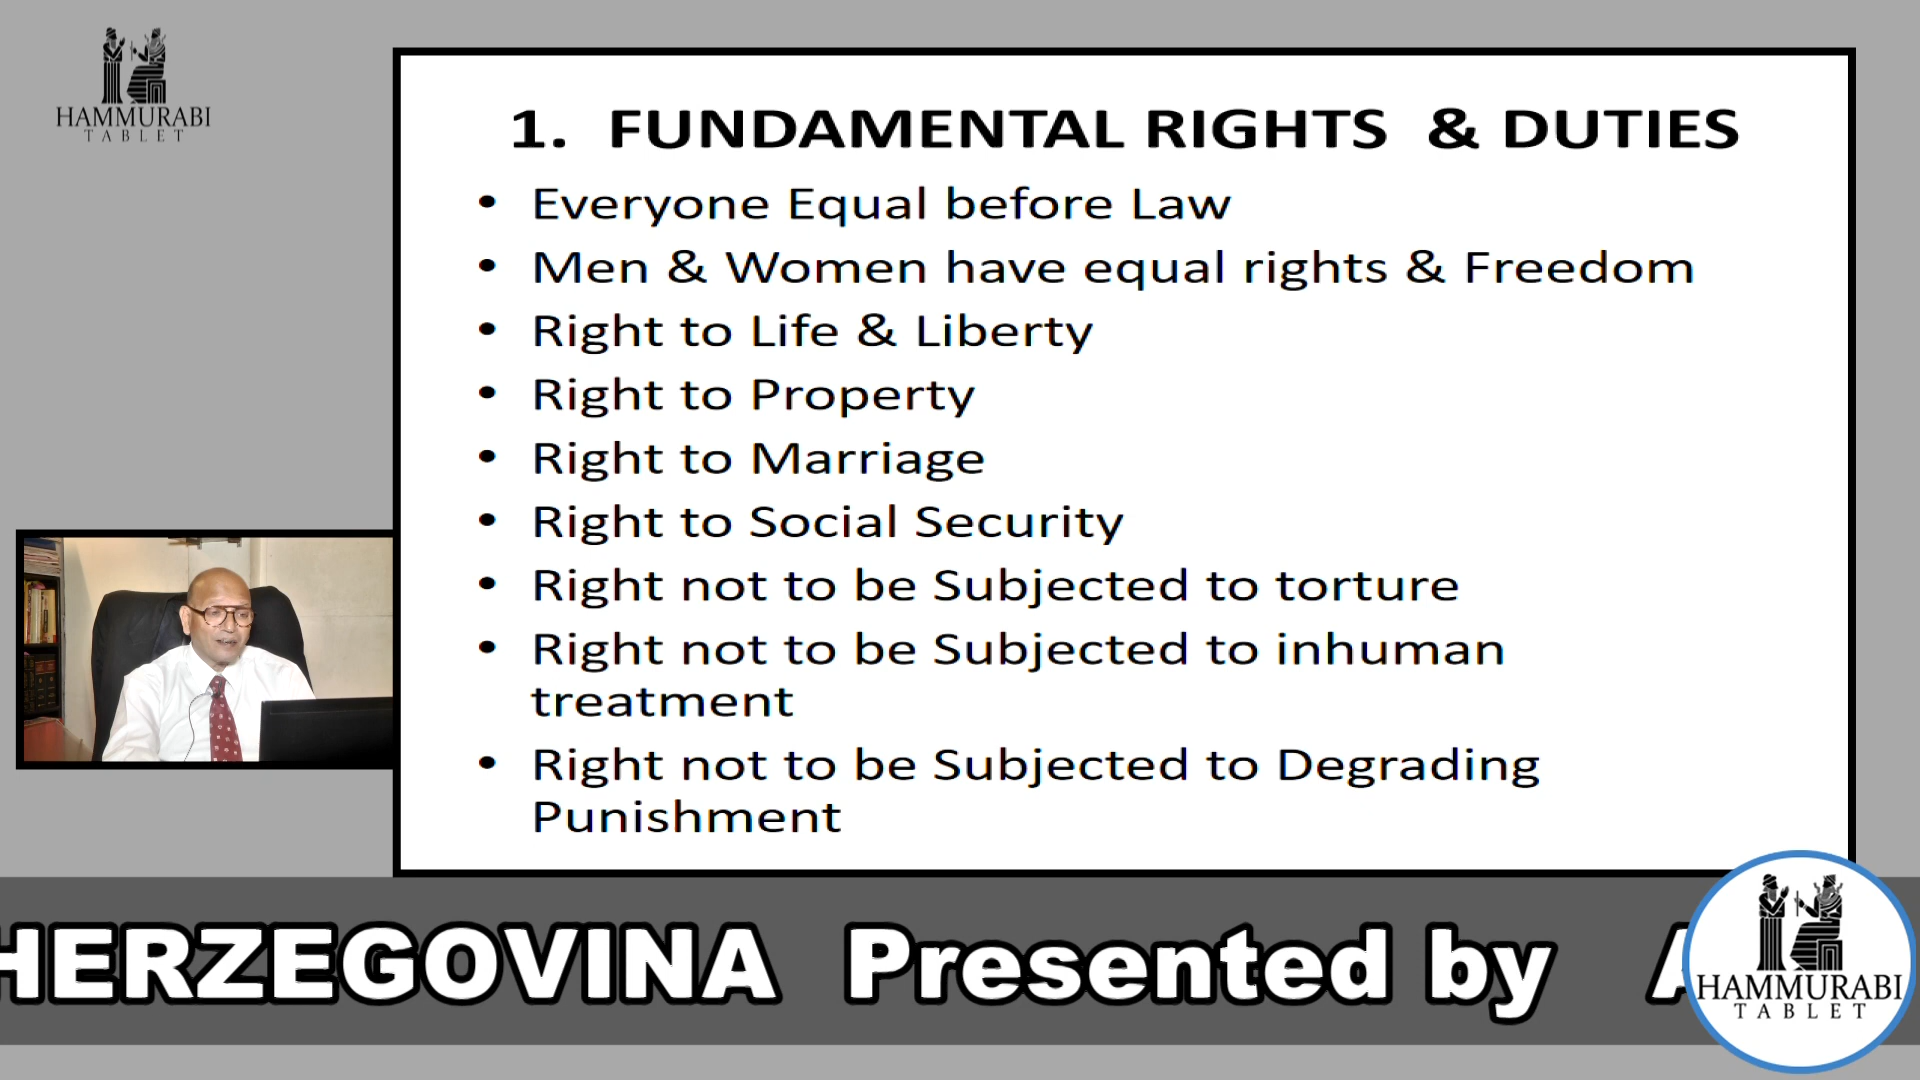 HAMMURABI
TABLET
1. FUNDAMENTAL RIGHTS & DUTIES
• Everyone Equal before Law
• Men & Women have equal rights & Freedom
• Right to Life & Liberty
• Right to Property
• Right to Marriage
• Right to Social Security
• Right not to be Subjected to torture
• Right not to be Subjected to inhuman
treatment
• Right not to be Subjected to Degrading
Punishment
HERZEGOVINA Presented by
HAMMURABI
TABLET